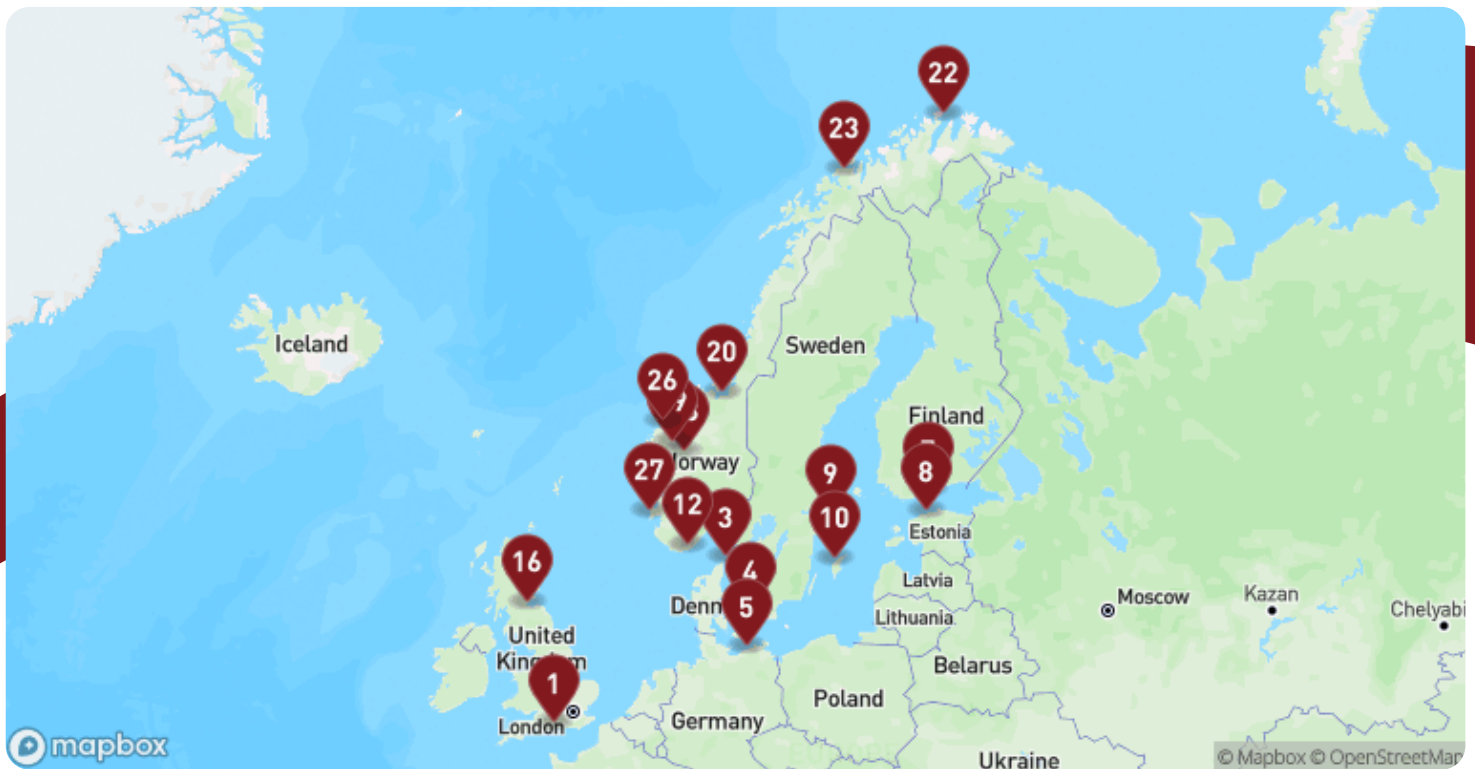 22
23
Iceland
Sweden
20
26
Finland
27
Norway
9
8
12
3
10
Estonia
16
4
Latvia
5
Moscow
Kazan
Chelyabi
Lithuania
United
Kingdom
Belarus
1
Poland
London
Germany
mapbox
Ukraine
© Mapbox © OpenStreetMap